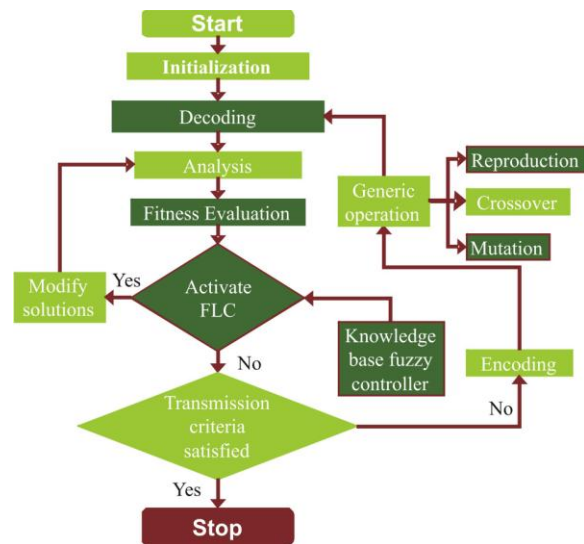 Start
Initialization
Decoding
Analysis
Fitness Evaluation
Activate
FLC
Yes
Modify
solutions
No
Knowledge
base fuzzy
controller
Transmission
criteria
satisfied
Yes
Stop
No
Encoding
Generic
operation
Reproduction
Crossover
Mutation